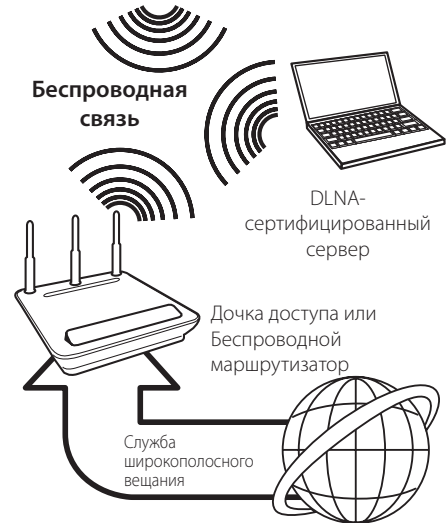 Беспроводная
связь
DLNA-
сертифицированный
сервер
Дочка доступа или
Беспроводной
маршрутизатор
Служба
широкополосного
вещания